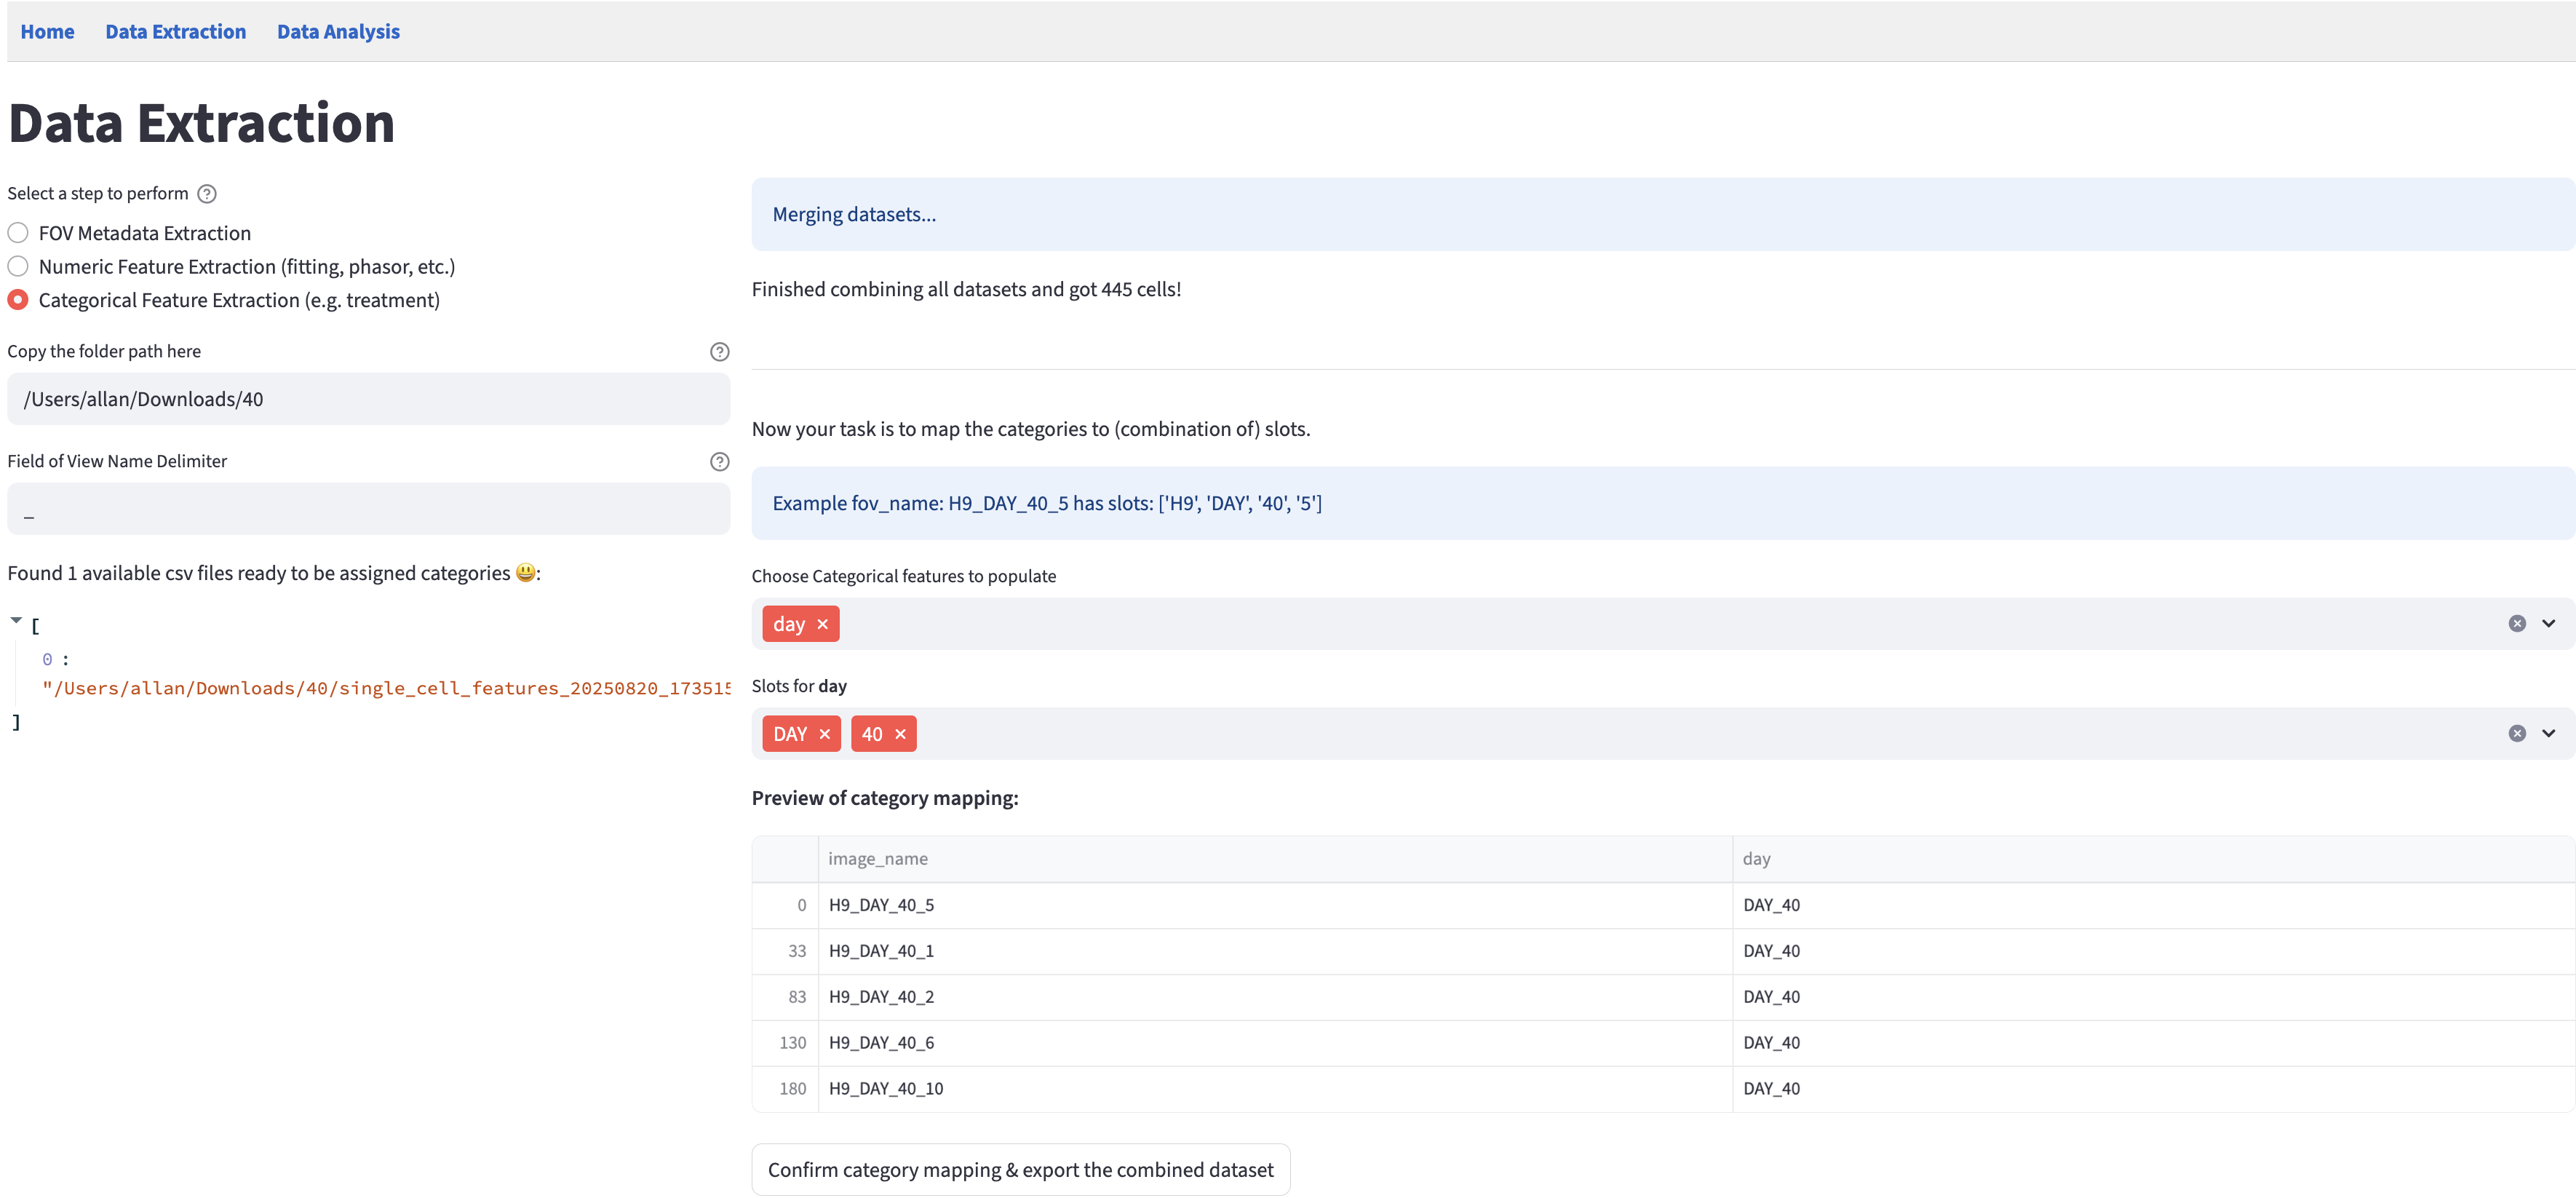 Home Data Extraction Data Analysis
Data Extraction
Select a step to perform
FOV Metadata Extraction
Numeric Feature Extraction (fitting, phasor, etc.)
Categorical Feature Extraction (e.g. treatment)
Copy the folder path here
/Users/allan/Downloads/40
Field of View Name Delimiter
_
Found 1 available csv files ready to be assigned categories 😃:
[
0 :
"/Users/allan/Downloads/40/single_cell_features_20250820_173515
]
Merging datasets...
Finished combining all datasets and got 445 cells!
Now your task is to map the categories to (combination of) slots.
Example fov_name: H9_DAY_40_5 has slots: ['H9', 'DAY', '40', '5']
Choose Categorical features to populate
day
Slots for day
DAY 40
Preview of category mapping:
image_name day
0 H9_DAY_40_5 DAY_40
33 H9_DAY_40_1 DAY_40
83 H9_DAY_40_2 DAY_40
130 H9_DAY_40_6 DAY_40
180 H9_DAY_40_10 DAY_40
Confirm category mapping & export the combined dataset